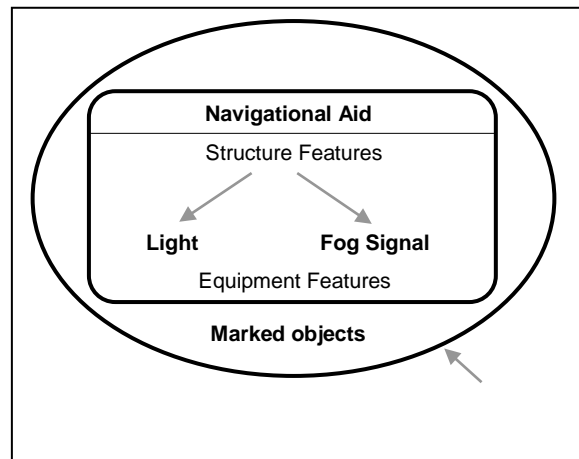 Navigational Aid
Structure Features
Light Fog Signal
Equipment Features
Marked objects